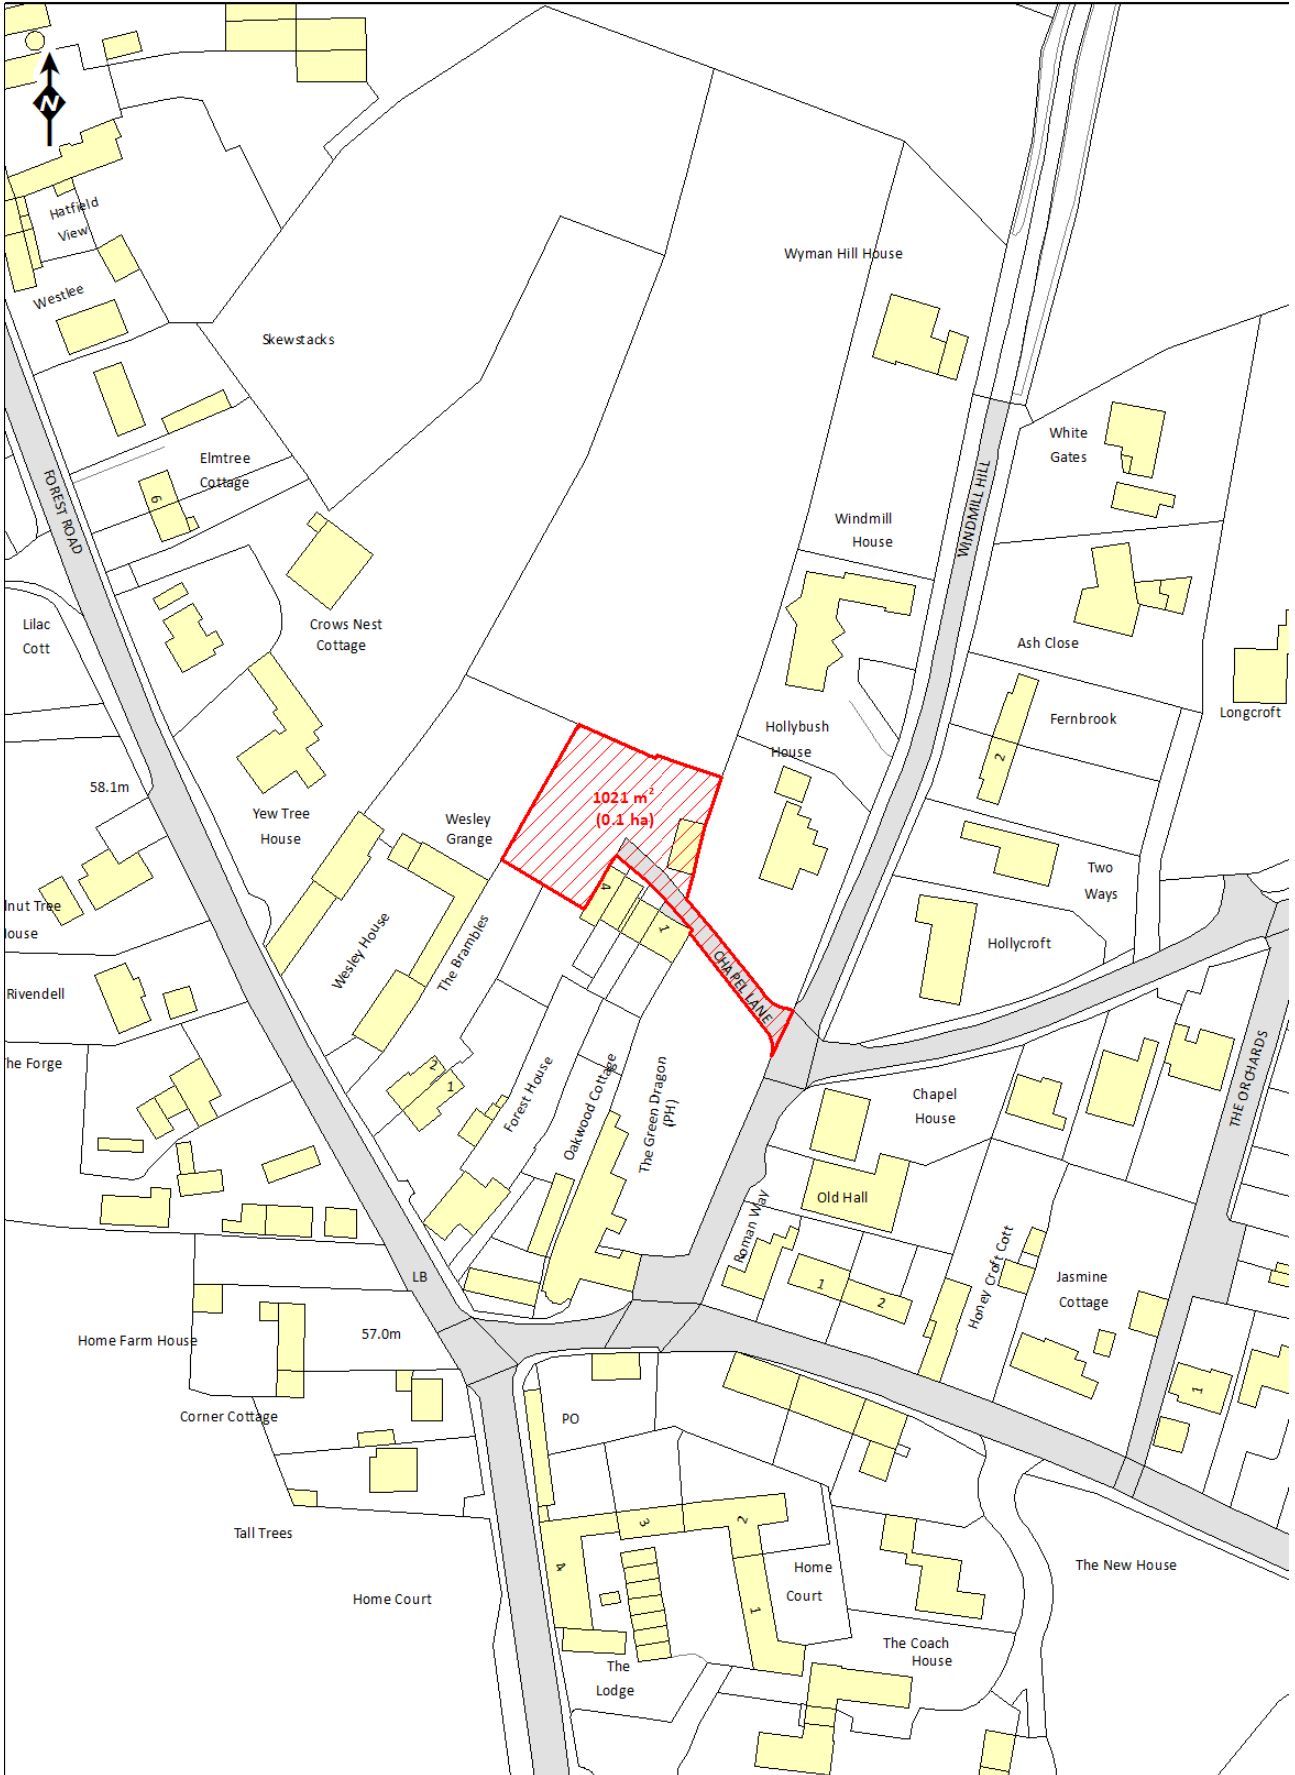 N
Hatfield
View
Westlee
Skewstacks
Wyman Hill House
Elmtree
Cottage
6
FOREST ROAD
White
Gates
WINDMILL HILL
Windmill
House
Lilac
Cott
Crows Nest
Cottage
Ash Close
Longcroft
Fernbrook
2
Hollybush
House
58.1m
1021 m²
(0.1 ha)
Yew Tree
House
Wesley
Grange
Two
Ways
lnut Tree
House
4
1
Wesley House
The Brambles
Hollycroft
CHAPEL LANE
Rivendell
The Forge
2
1
Forest House
Oakwood Cottage
The Green Dragon
(PH)
Chapel
House
THE ORCHARDS
Old Hall
Roman Way
LB
1
2
Honey Croft Cott
Jasmine
Cottage
57.0m
Home Farm House
1
Corner Cottage
PO
Tall Trees
3
2
4
Home
Court
1
The New House
Home Court
The Coach
House
The
Lodge